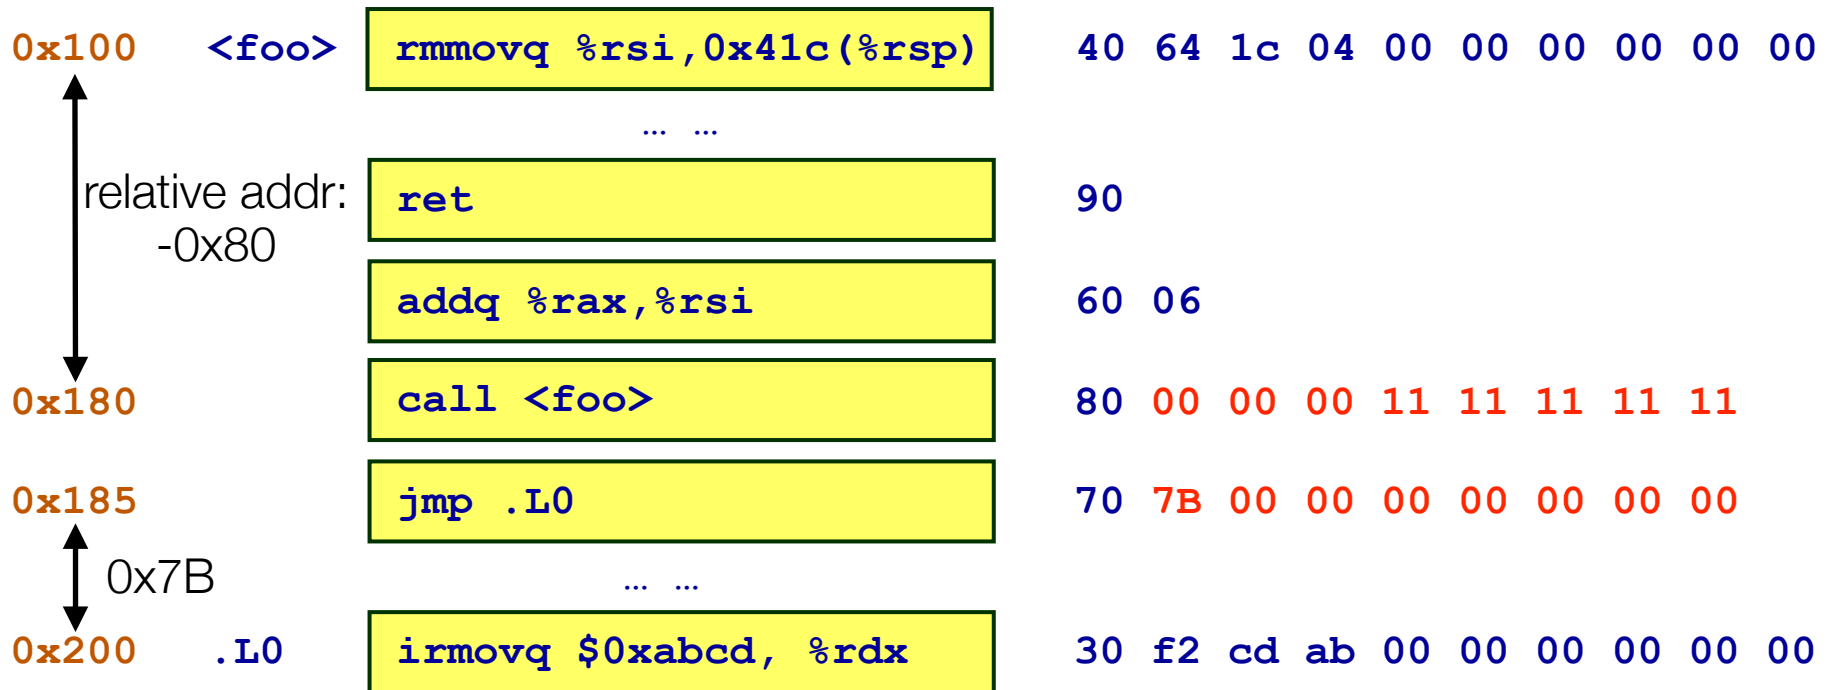 0x100 <foo> rmmovq %rsi,0x41c(%rsp) 40 64 1c 04 00 00 00 00 00 00
… …
relative addr:
-0x80
ret 90
addq %rax,%rsi 60 06
0x180 call <foo> 80 00 00 00 11 11 11 11 11
0x185 jmp .L0 70 7B 00 00 00 00 00 00 00
0x7B
… …
0x200 .L0 irmovq $0xabcd, %rdx 30 f2 cd ab 00 00 00 00 00 00